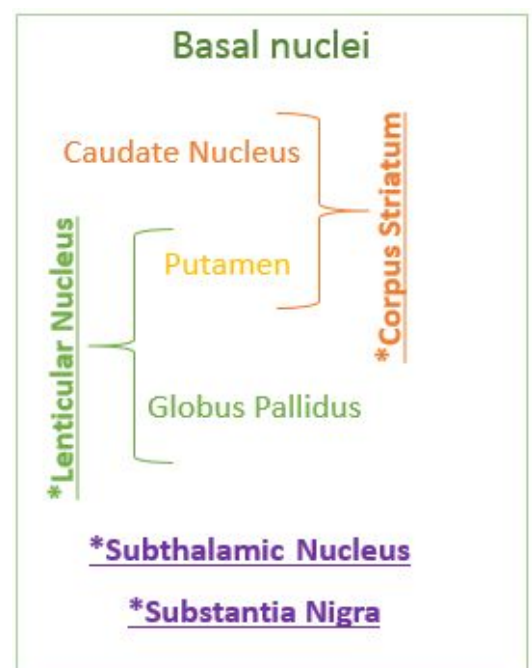 Basal nuclei
Caudate Nucleus
*Corpus Striatum
Putamen
*Lenticular Nucleus
Globus Pallidus
*Subthalamic Nucleus
*Substantia Nigra